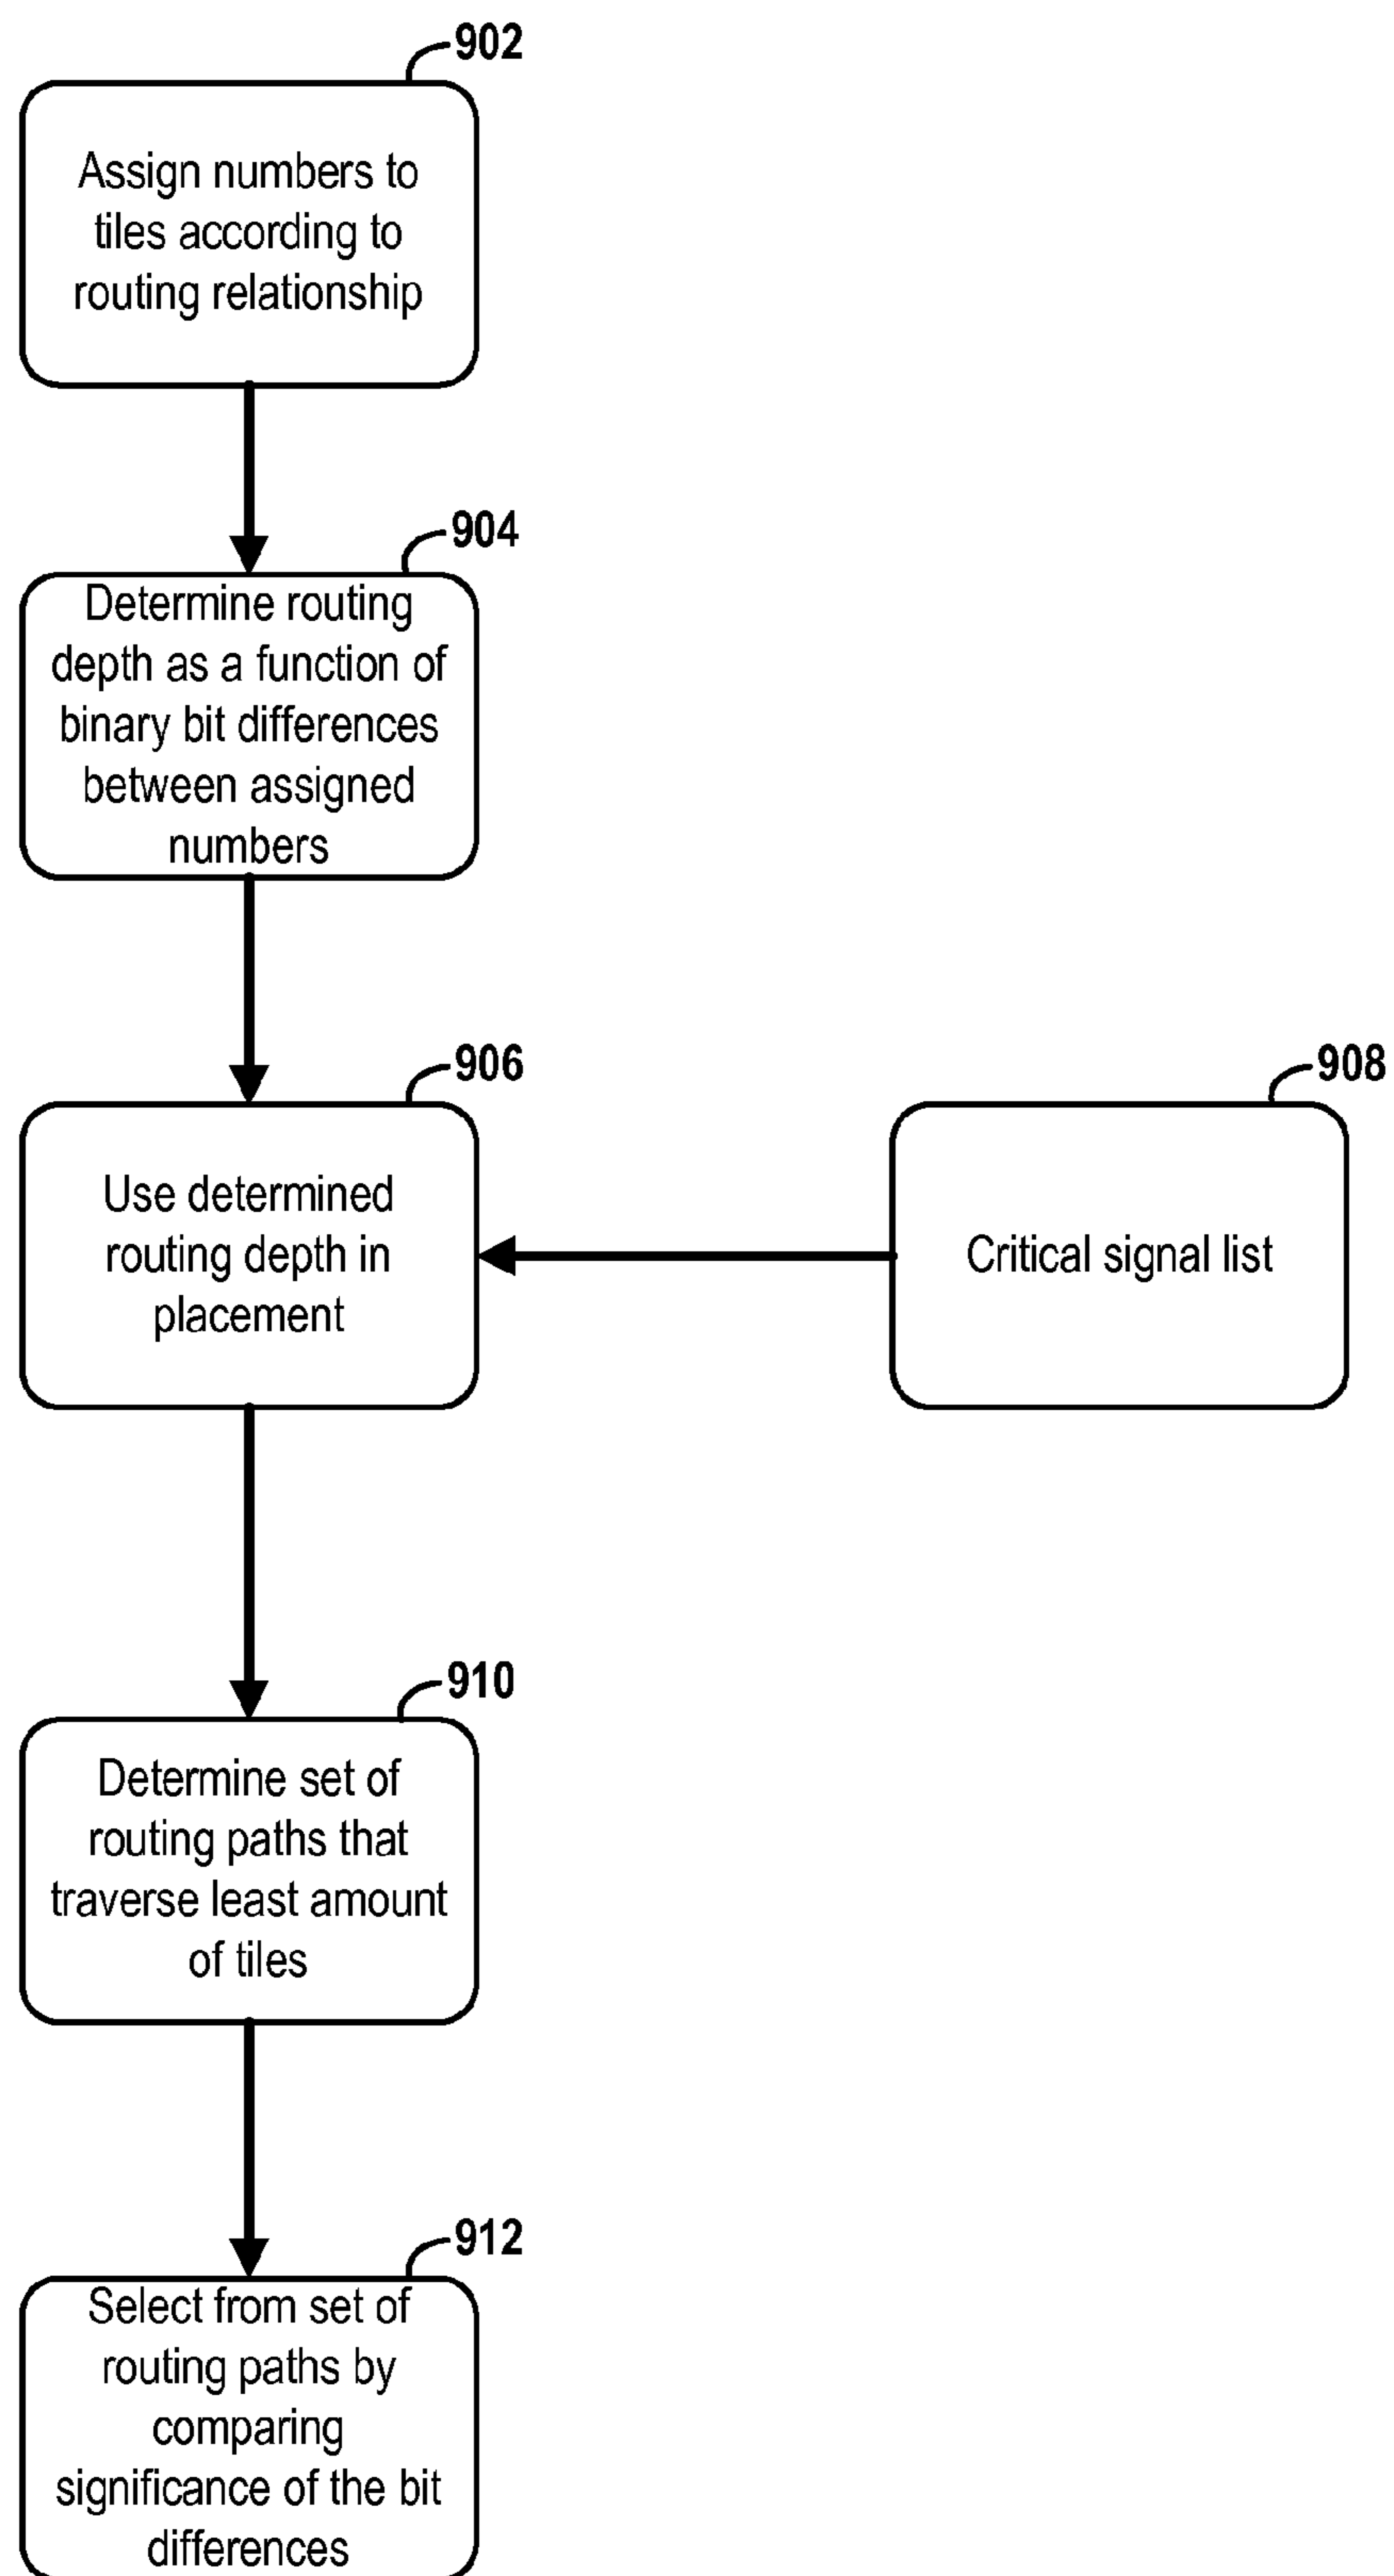 902
Assign numbers to
tiles according to
routing relationship
904
Determine routing
depth as a function of
binary bit differences
between assigned
numbers
906
Use determined
routing depth in
placement
908
Critical signal list
910
Determine set of
routing paths that
traverse least amount
of tiles
912
Select from set of
routing paths by
comparing
significance of the bit
differences